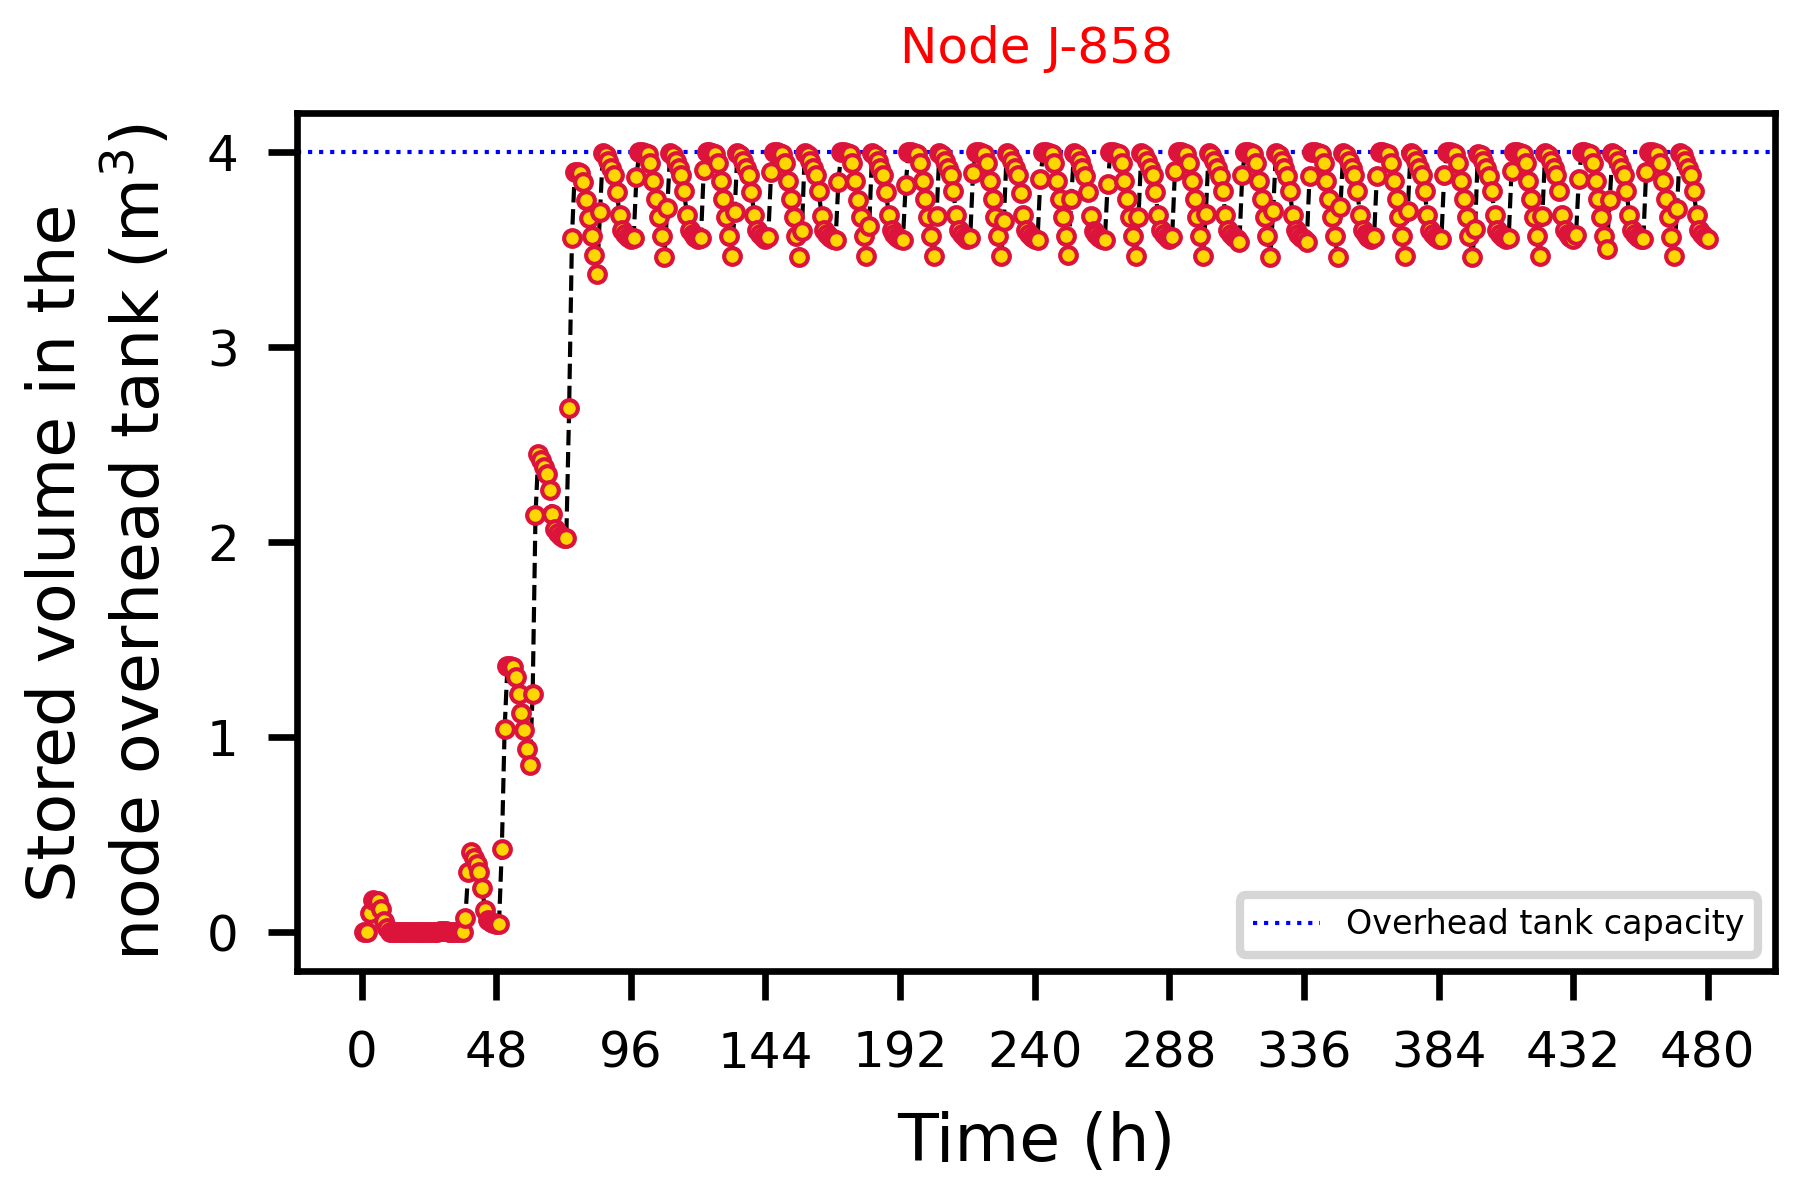 Node J-858
Stored volume in the
node overhead tank (m³)
4
3
2
1
0
Overhead tank capacity
0 48 96 144 192 240 288 336 384 432 480
Time (h)